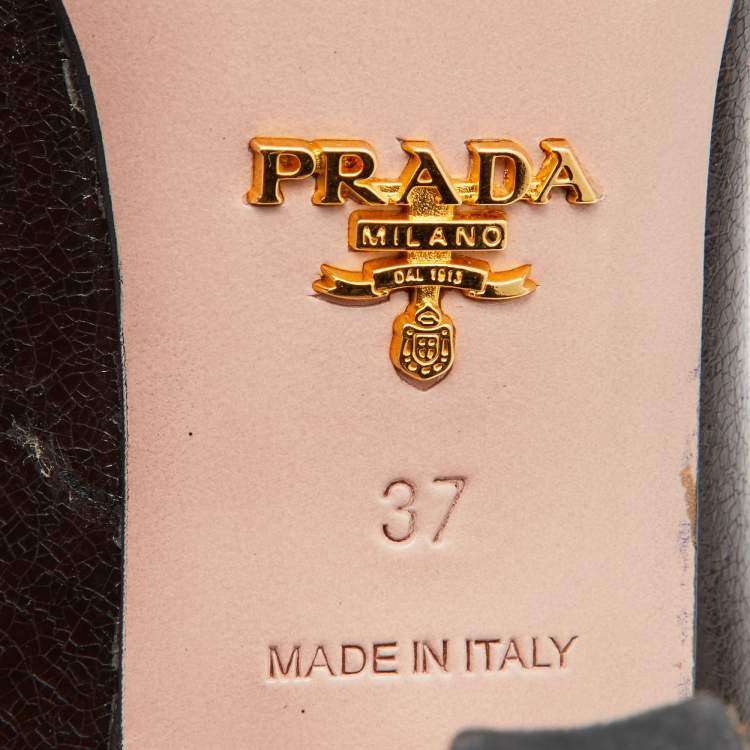 PRADA
MILANO
DAL 1913
37
MADE IN ITALY